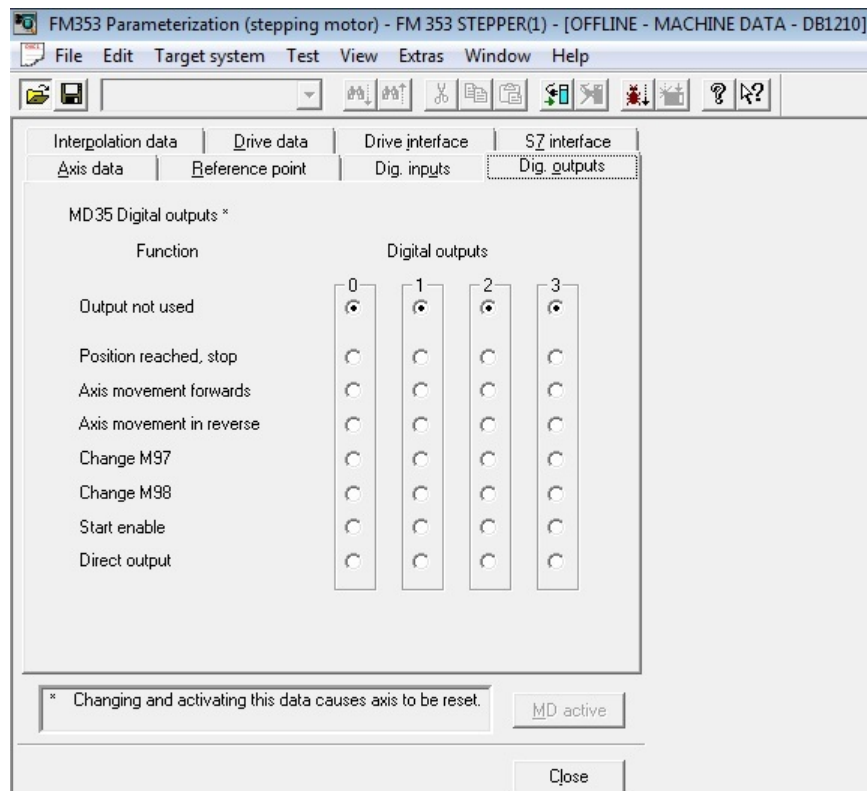 FM353 Parameterization (stepping motor) - FM 353 STEPPER(1) - [OFFLINE - MACHINE DATA - DB1210]
File Edit Target system Test View Extras Window Help
Interpolation data Drive data Drive interface S7 interface
Axis data Reference point Dig. inputs Dig. outputs
MD35 Digital outputs *
Function Digital outputs
0 1 2 3
Output not used
Position reached, stop
Axis movement forwards
Axis movement in reverse
Change M97
Change M98
Start enable
Direct output
* Changing and activating this data causes axis to be reset.
MD active
Close